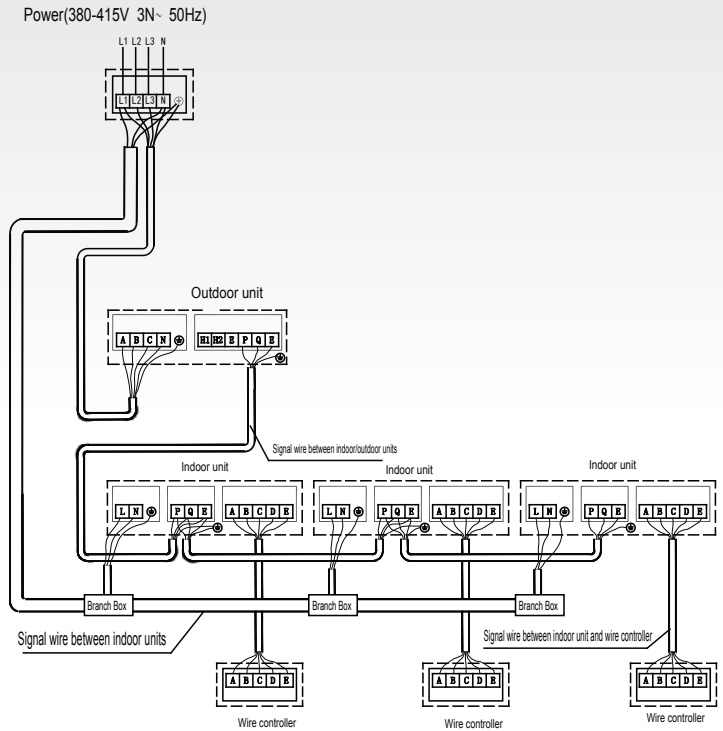 Power(380-415V 3N~ 50Hz)
L1 L2 L3 N
L1 L2 L3 N
Outdoor unit
A B C N
H1 H2 E P Q E
Signal wire between indoor/outdoor units
Indoor unit
Indoor unit
Indoor unit
L N
P Q E
A B C D E
L N
P Q E
A B C D E
L N
P Q E
A B C D E
Branch Box
Branch Box
Branch Box
Signal wire between indoor units
Signal wire between indoor unit and wire controller
A B C D E
A B C D E
A B C D E
Wire controller
Wire controller
Wire controller